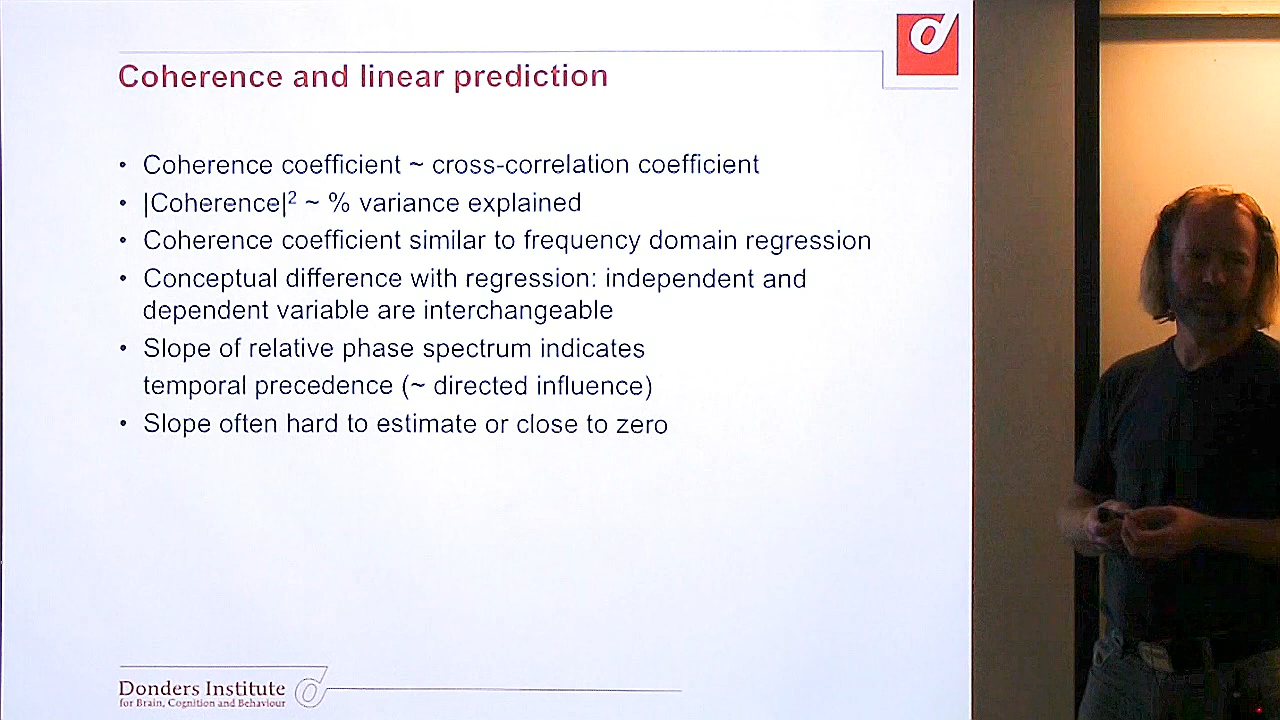 Coherence and linear prediction
• Coherence coefficient ~ cross-correlation coefficient
• |Coherence|² ~ % variance explained
• Coherence coefficient similar to frequency domain regression
• Conceptual difference with regression: independent and
dependent variable are interchangeable
• Slope of relative phase spectrum indicates
temporal precedence (~ directed influence)
• Slope often hard to estimate or close to zero
Donders Institute
for Brain, Cognition and Behaviour